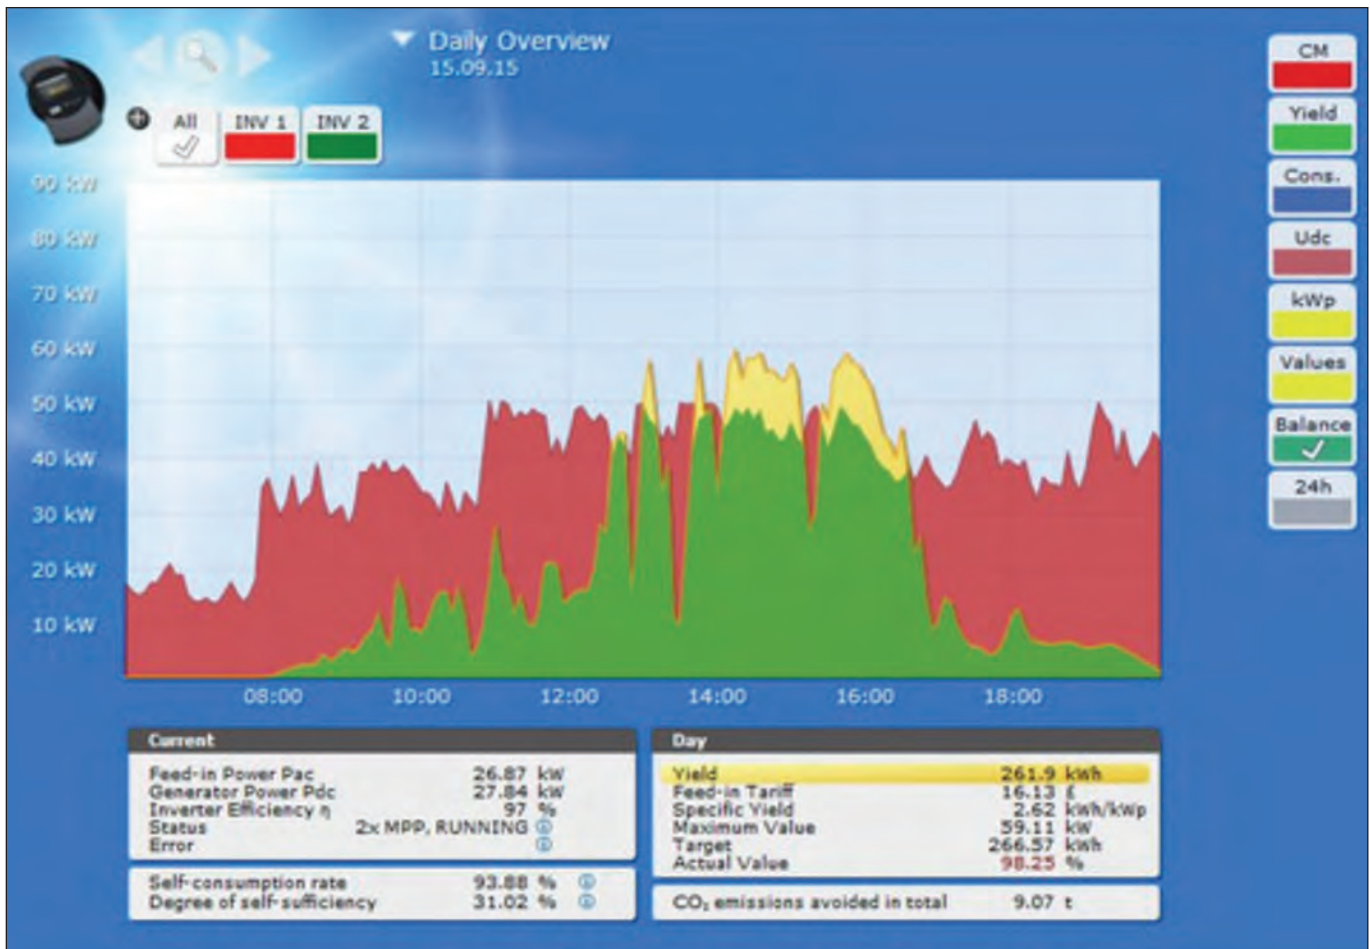 Daily Overview
15.09.15
All INV 1 INV 2
CM
Yield
Cons.
Udc
kWp
Values
Balance
24h
90 kW
80 kW
70 kW
60 kW
50 kW
40 kW
30 kW
20 kW
10 kW
08:00 10:00 12:00 14:00 16:00 18:00
Current
Feed-in Power Pac 26.87 kW
Generator Power Pdc 27.84 kW
Inverter Efficiency η 97 %
Status 2x MPP, RUNNING
Error
Self-consumption rate 93.88 %
Degree of self-sufficiency 31.02 %
Day
Yield 261.9 kWh
Feed-in Tariff 16.13 £
Specific Yield 2.62 kWh/kWp
Maximum Value 59.11 kW
Target 266.57 kWh
Actual Value 98.25 %
CO₂ emissions avoided in total 9.07 t